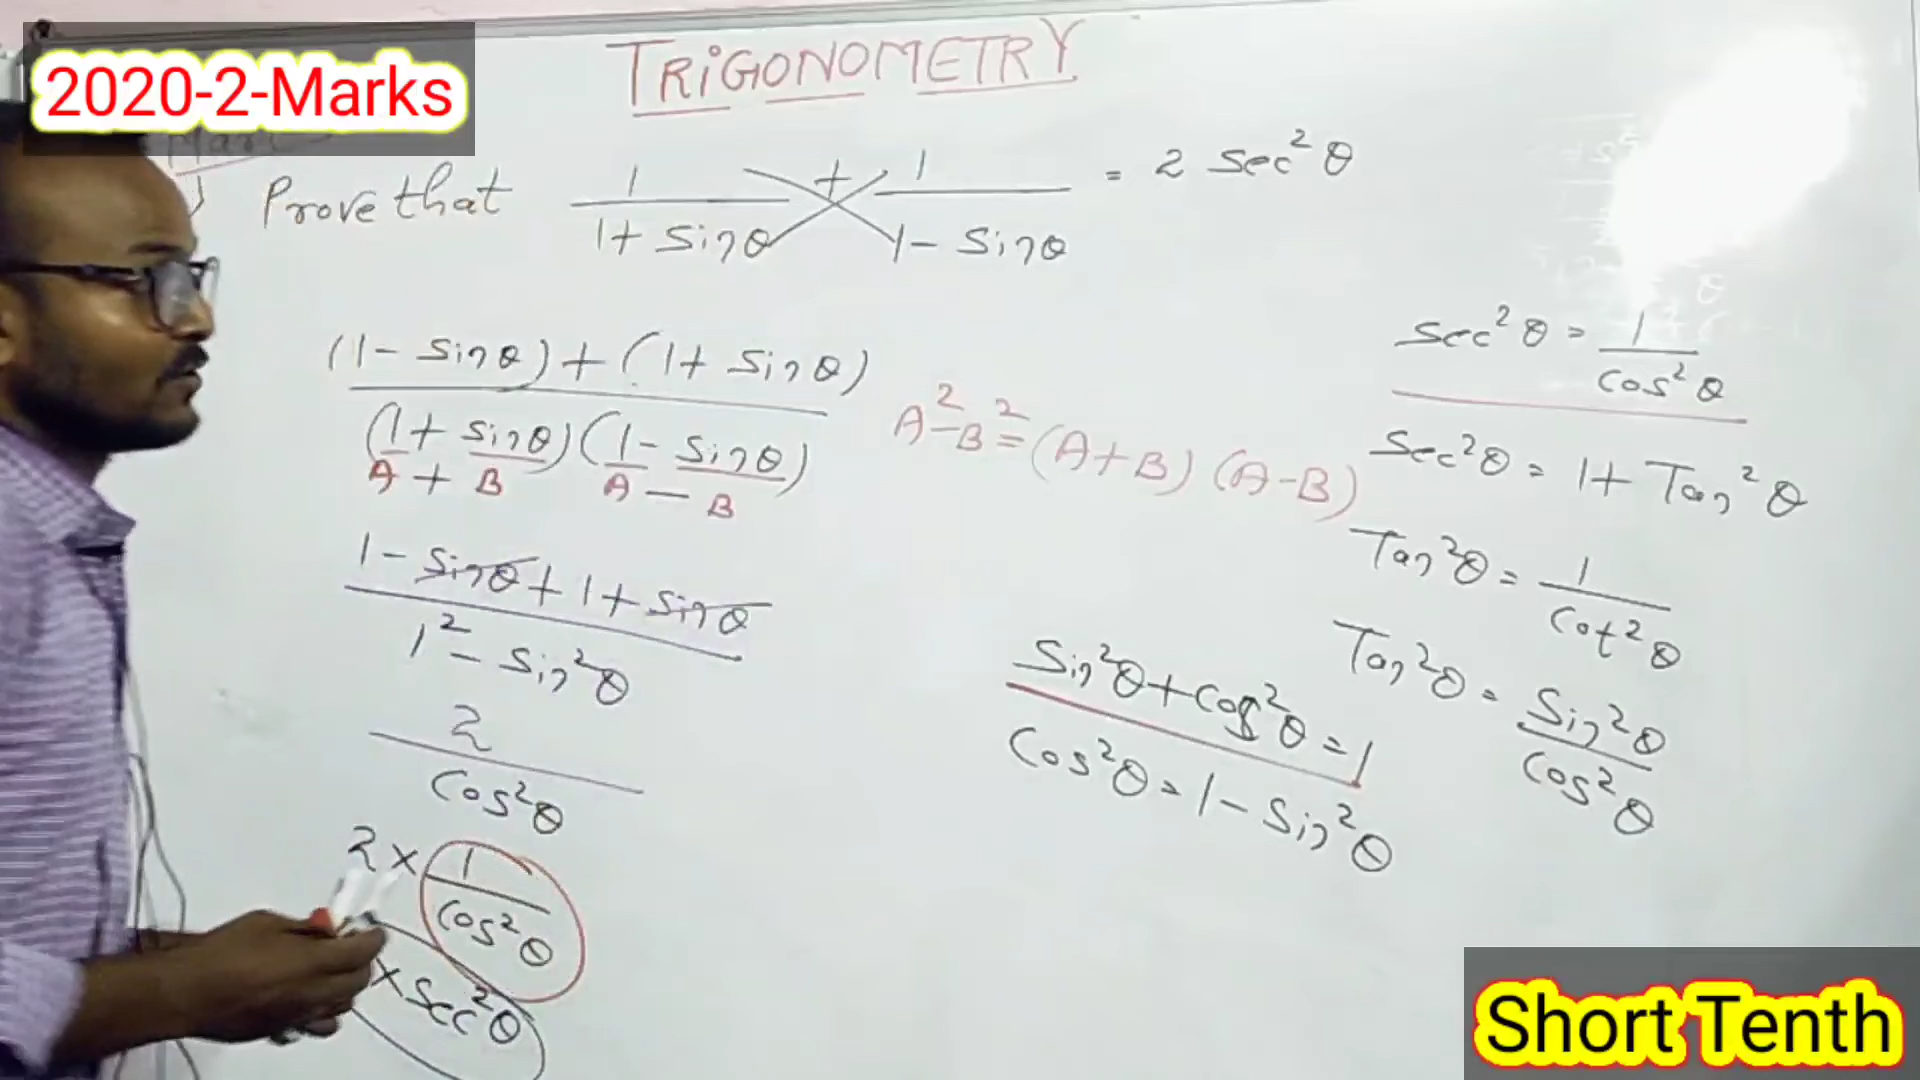 2020-2-Marks
TRiGONOMETRY
Prove that 1/(1+Sinθ) + 1/(1-Sinθ) = 2 Sec²θ
(1-Sinθ)+(1+Sinθ)
(1+Sinθ)(1-Sinθ)
A + B A - B
A²-B²=(A+B)(A-B)
1-Sinθ+1+Sinθ
1²-Sin²θ
2
Cos²θ
2×1/Cos²θ
×Sec²θ
Sec²θ = 1/Cos²θ
Sec²θ = 1+Tan²θ
Tan²θ = 1/Cot²θ
Tan²θ = Sin²θ/Cos²θ
Sin²θ+Cos²θ=1
Cos²θ=1-Sin²θ
Short Tenth